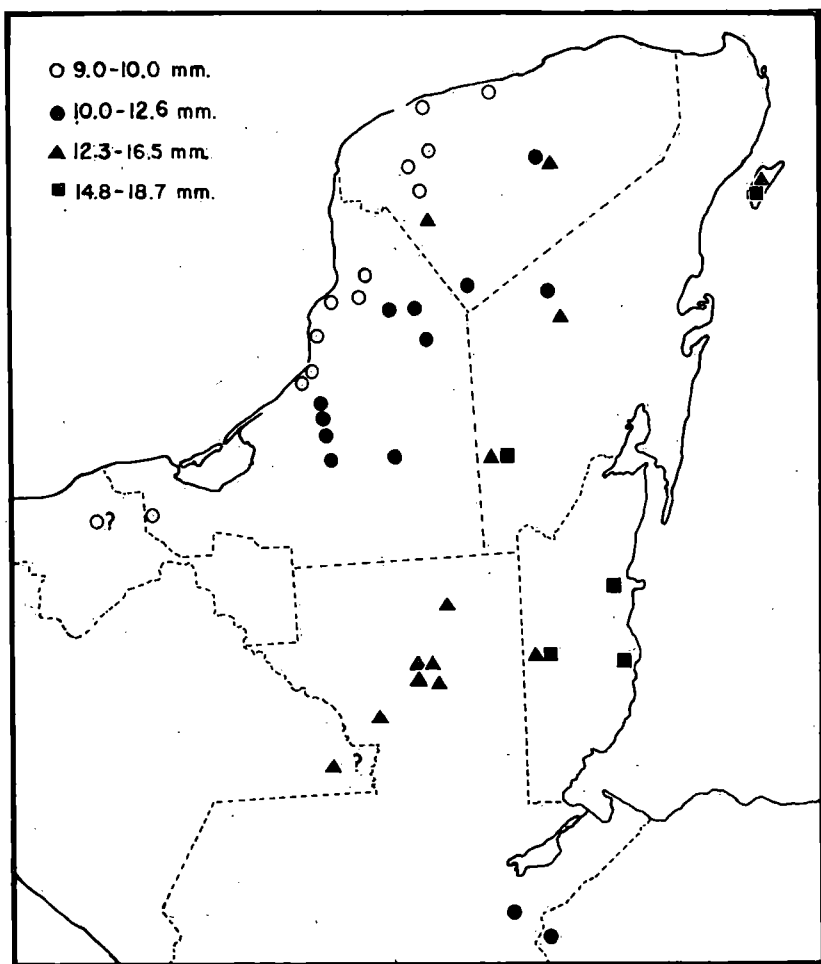 ○ 9.0-10.0 mm.
● 10.0-12.6 mm.
▲ 12.3-16.5 mm.
■ 14.8-18.7 mm.
?
?